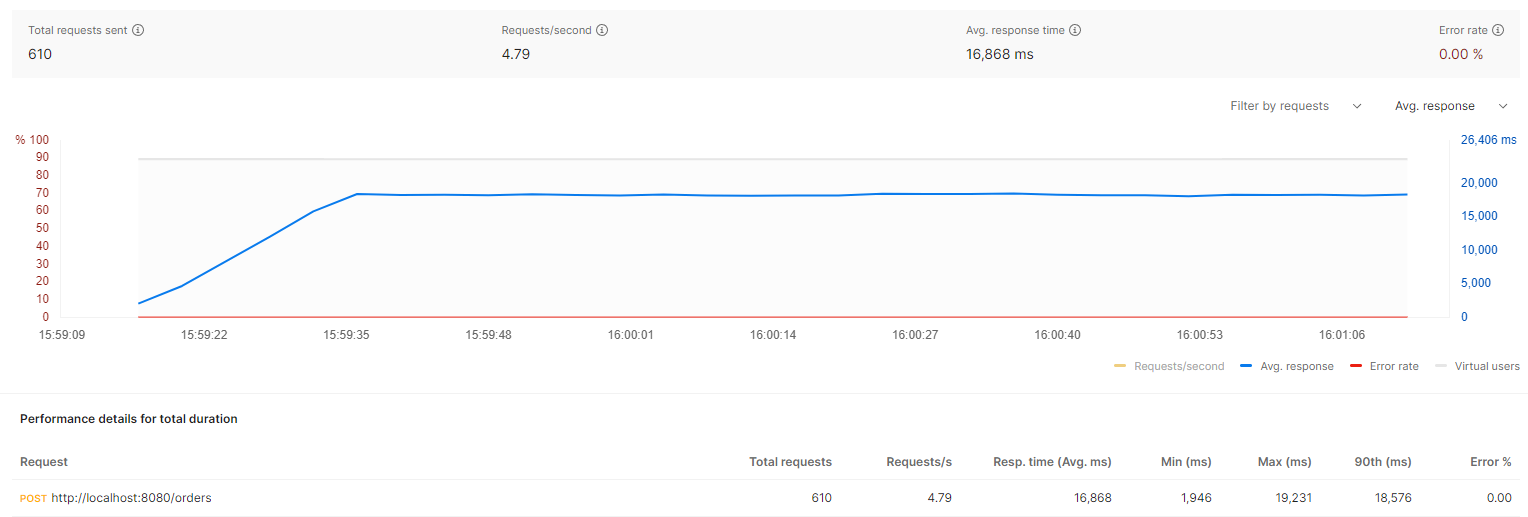 Total requests sent Requests/second Avg. response time Error rate
610 4.79 16,868 ms 0.00 %
Filter by requests Avg. response
% 100 26,406 ms
90
80 20,000
70
60 15,000
50
40 10,000
30
20 5,000
10
0 0
15:59:09 15:59:22 15:59:35 15:59:48 16:00:01 16:00:14 16:00:27 16:00:40 16:00:53 16:01:06
Requests/second Avg. response Error rate Virtual users
Performance details for total duration
Request Total requests Requests/s Resp. time (Avg. ms) Min (ms) Max (ms) 90th (ms) Error %
POST http://localhost:8080/orders 610 4.79 16,868 1,946 19,231 18,576 0.00